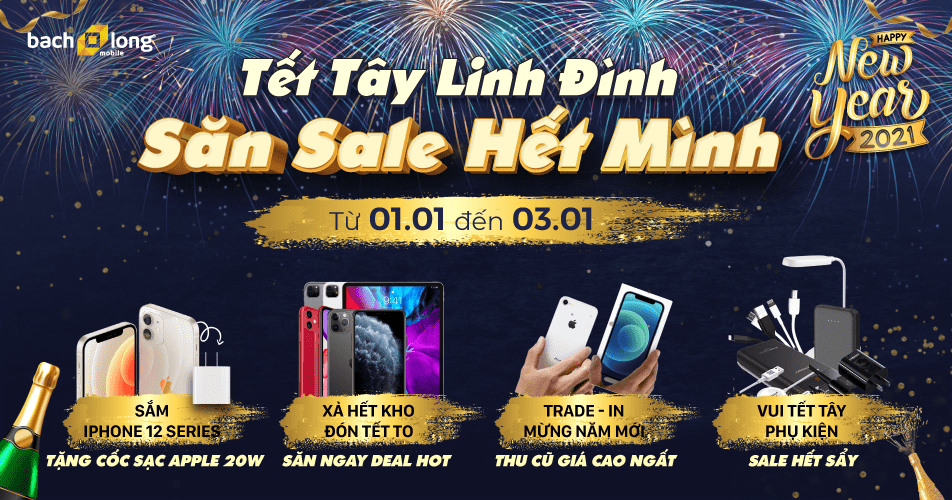 bach long
mobile
HAPPY
New
Year
2021
Tết Tây Linh Đình
Săn Sale Hết Mình
Từ 01.01 đến 03.01
9:41
SẮM
IPHONE 12 SERIES
TẶNG CỐC SẠC APPLE 20W
XẢ HẾT KHO
ĐÓN TẾT TO
SĂN NGAY DEAL HOT
TRADE - IN
MỪNG NĂM MỚI
THU CŨ GIÁ CAO NGẤT
VUI TẾT TÂY
PHỤ KIỆN
SALE HẾT SẨY